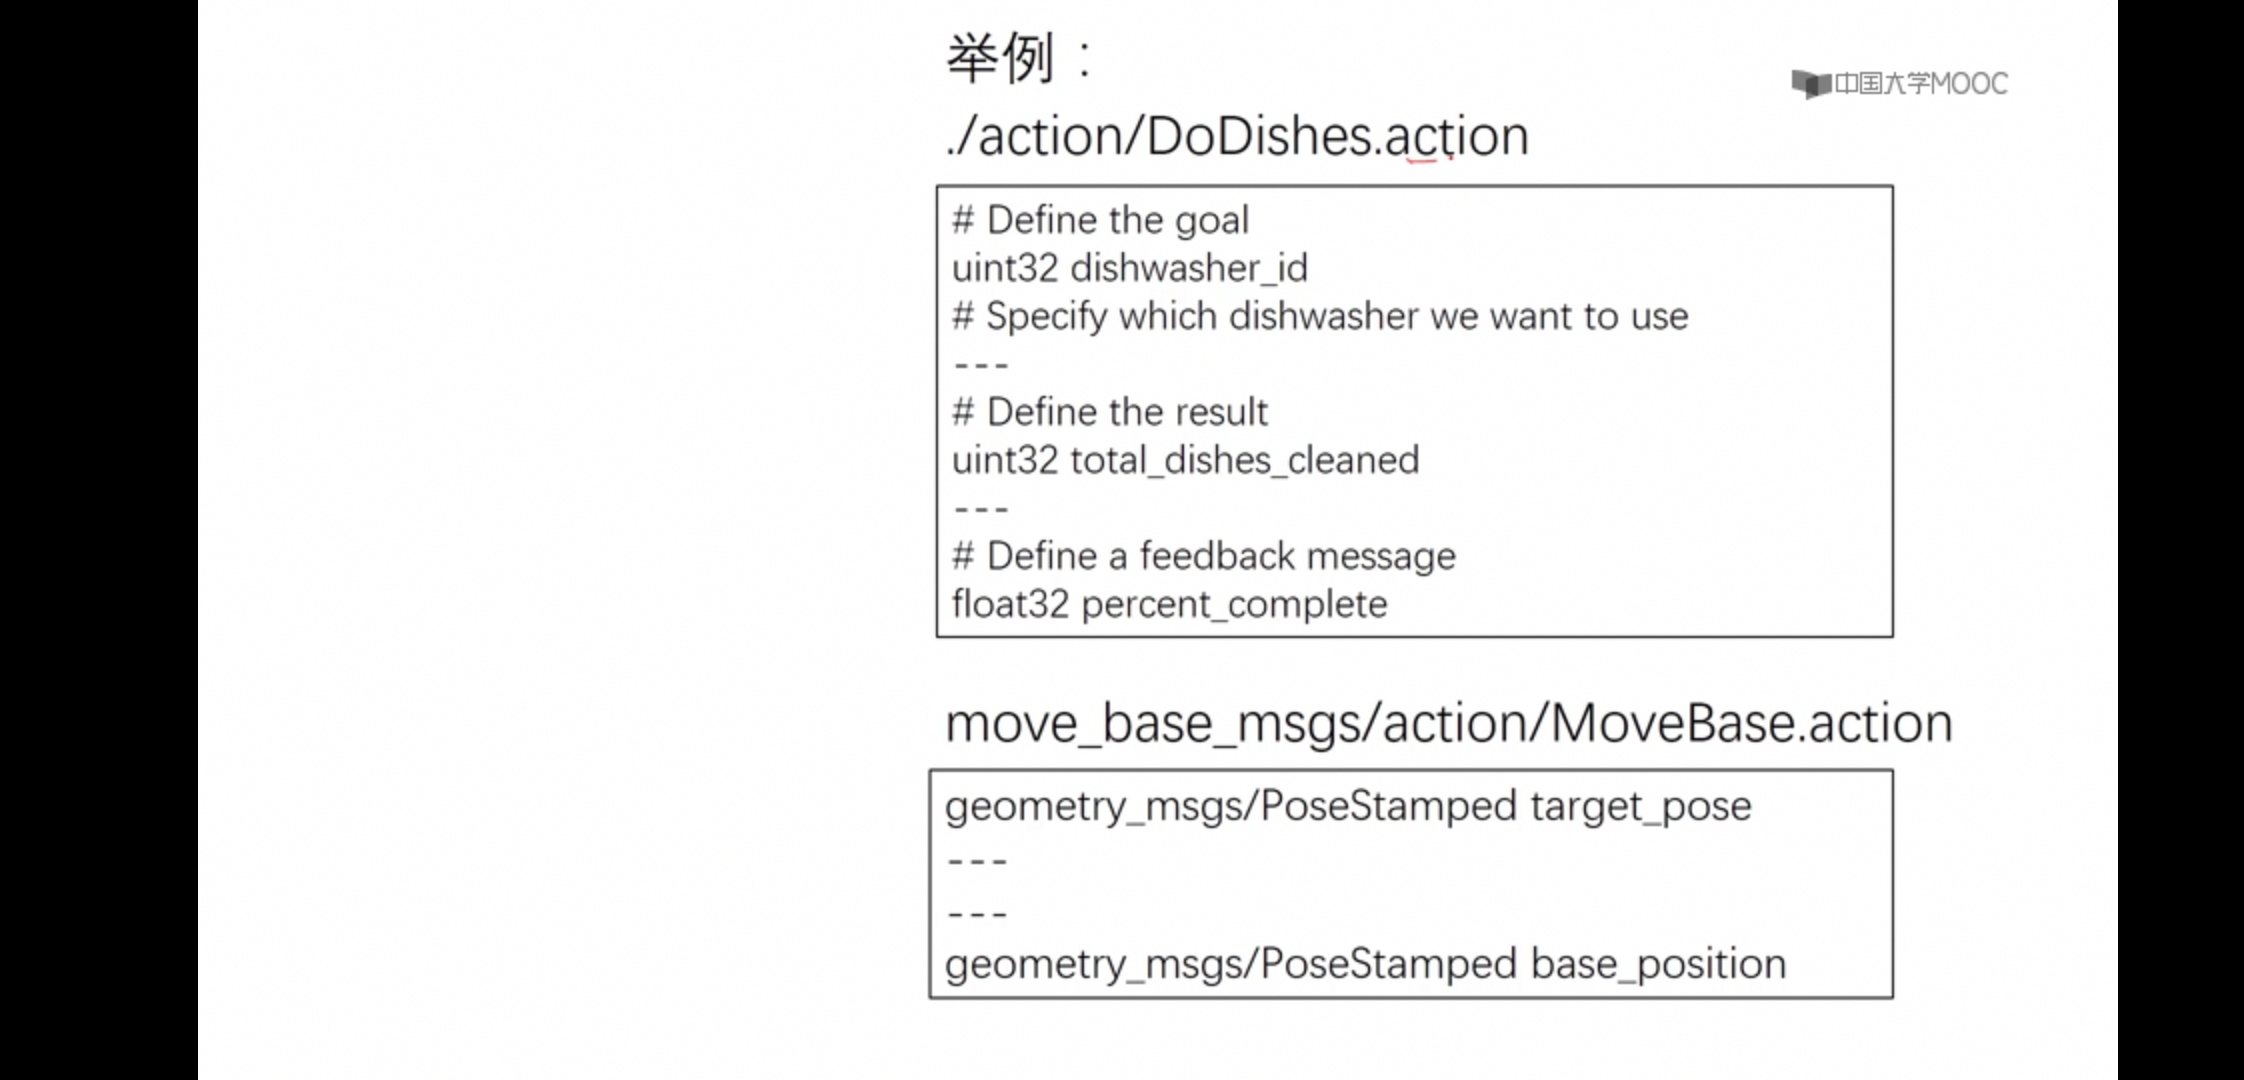 举例：
中国大学MOOC
./action/DoDishes.action
# Define the goal
uint32 dishwasher_id
# Specify which dishwasher we want to use
---
# Define the result
uint32 total_dishes_cleaned
---
# Define a feedback message
float32 percent_complete
move_base_msgs/action/MoveBase.action
geometry_msgs/PoseStamped target_pose
---
---
geometry_msgs/PoseStamped base_position